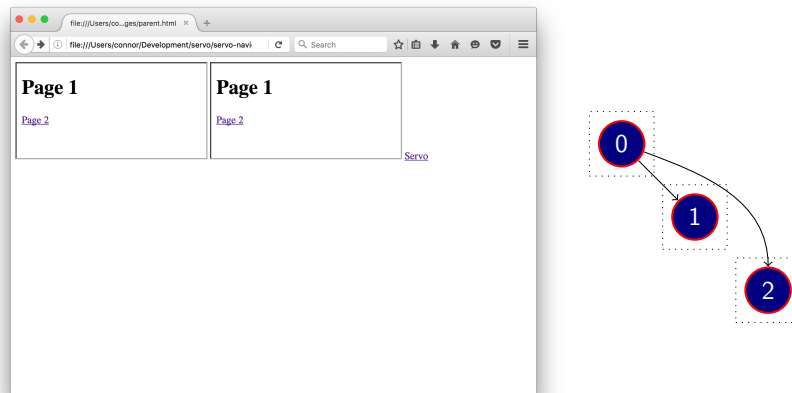 file:///Users/co...ges/parent.html
file:///Users/connor/Development/servo/servo-navi
Search
Page 1
Page 2
Page 1
Page 2
Servo
0
1
2